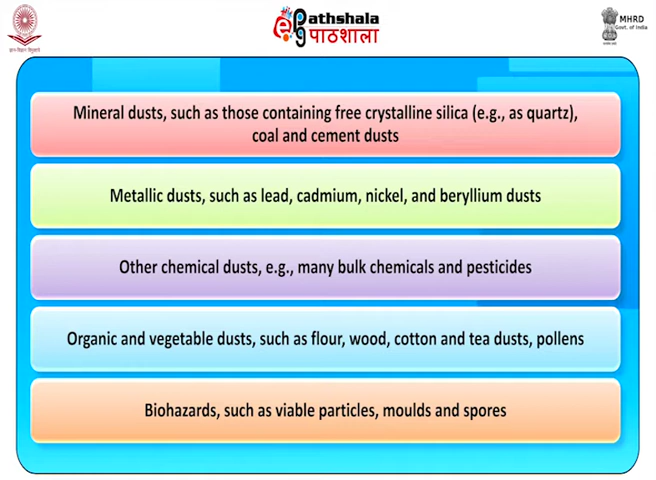 ePgpathshala
पाठशाला
MHRD
Govt. of India
Mineral dusts, such as those containing free crystalline silica (e.g., as quartz),
coal and cement dusts
Metallic dusts, such as lead, cadmium, nickel, and beryllium dusts
Other chemical dusts, e.g., many bulk chemicals and pesticides
Organic and vegetable dusts, such as flour, wood, cotton and tea dusts, pollens
Biohazards, such as viable particles, moulds and spores